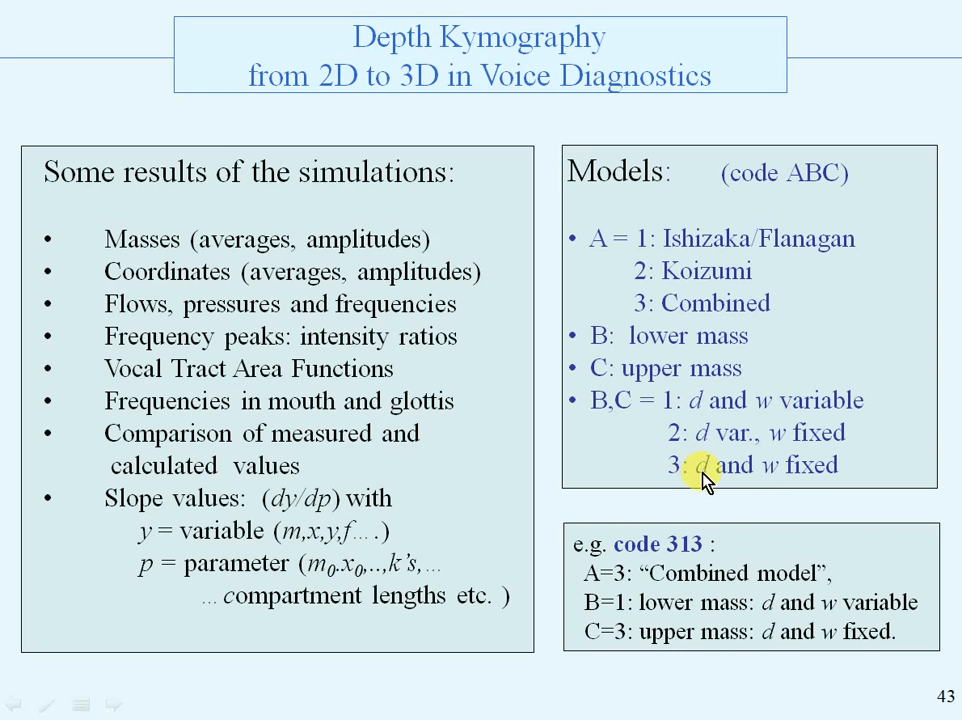 Depth Kymography
from 2D to 3D in Voice Diagnostics
Some results of the simulations:
• Masses (averages, amplitudes)
• Coordinates (averages, amplitudes)
• Flows, pressures and frequencies
• Frequency peaks: intensity ratios
• Vocal Tract Area Functions
• Frequencies in mouth and glottis
• Comparison of measured and
calculated values
• Slope values: (dy/dp) with
y = variable (m,x,y,f….)
p = parameter (m0.x0,..,k’s,…
…compartment lengths etc. )
Models: (code ABC)
• A = 1: Ishizaka/Flanagan
2: Koizumi
3: Combined
• B: lower mass
• C: upper mass
• B,C = 1: d and w variable
2: d var., w fixed
3: d and w fixed
e.g. code 313 :
A=3: “Combined model”,
B=1: lower mass: d and w variable
C=3: upper mass: d and w fixed.
43